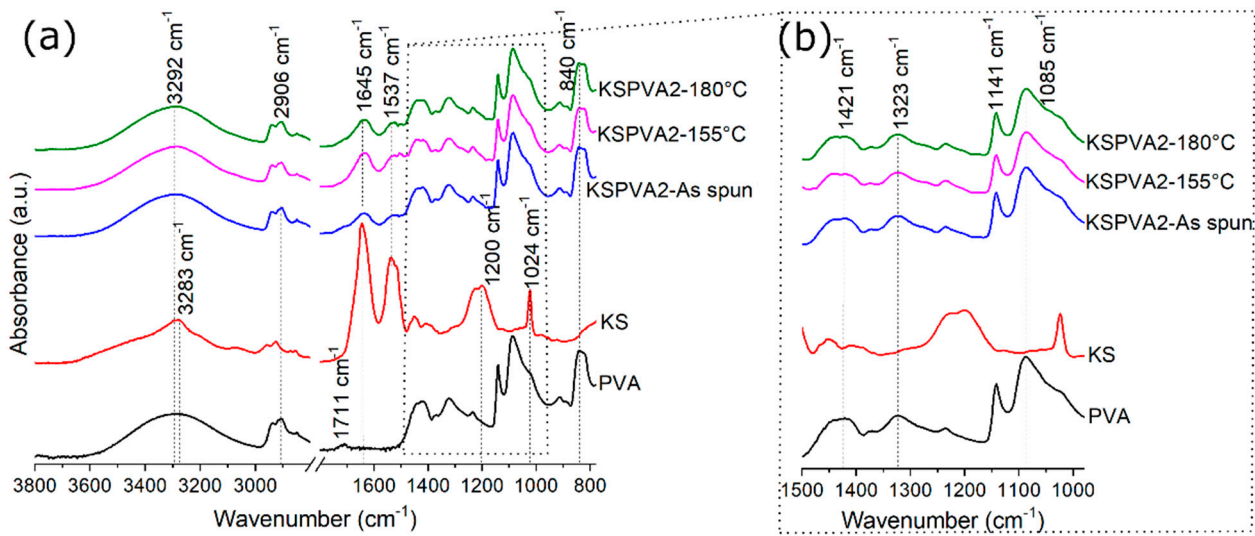 (a)
3292 cm⁻¹
2906 cm⁻¹
1645 cm⁻¹
1537 cm⁻¹
840 cm⁻¹
KSPVA2-180°C
KSPVA2-155°C
KSPVA2-As spun
3283 cm⁻¹
1200 cm⁻¹
1024 cm⁻¹
KS
1711 cm⁻¹
PVA
Absorbance (a.u.)
3800 3600 3400 3200 3000 1600 1400 1200 1000 800
Wavenumber (cm⁻¹)
(b)
1421 cm⁻¹
1323 cm⁻¹
1141 cm⁻¹
1085 cm⁻¹
KSPVA2-180°C
KSPVA2-155°C
KSPVA2-As spun
KS
PVA
1500 1400 1300 1200 1100 1000
Wavenumber (cm⁻¹)